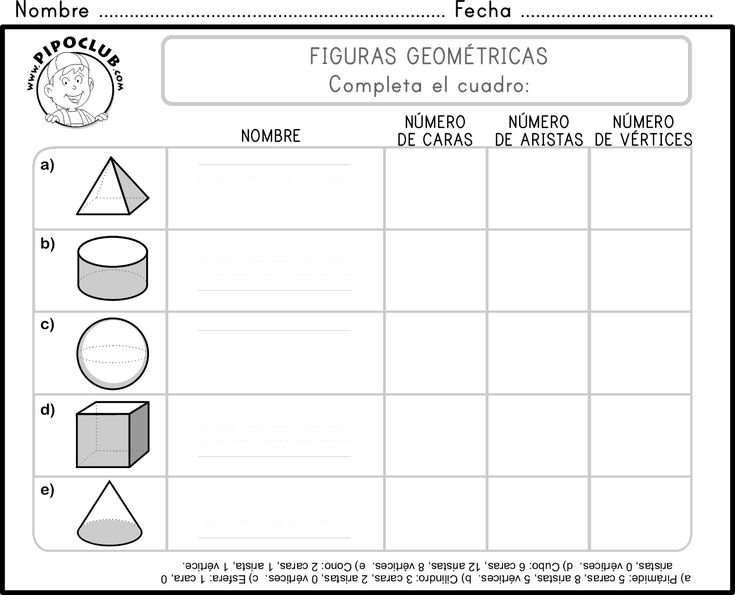 Nombre ........................................................ Fecha ................................
www.PIPOCLUB.com
FIGURAS GEOMÉTRICAS
Completa el cuadro:
NOMBRE
NÚMERO DE CARAS
NÚMERO DE ARISTAS
NÚMERO DE VÉRTICES
a)
b)
c)
d)
e)
a) Pirámide: 5 caras, 8 aristas, 5 vértices. b) Cilindro: 3 caras, 2 aristas, 0 vértices. c) Esfera: 1 cara, 0
aristas, 0 vértices. d) Cubo: 6 caras, 12 aristas, 8 vértices. e) Cono: 2 caras, 1 arista, 1 vértice.